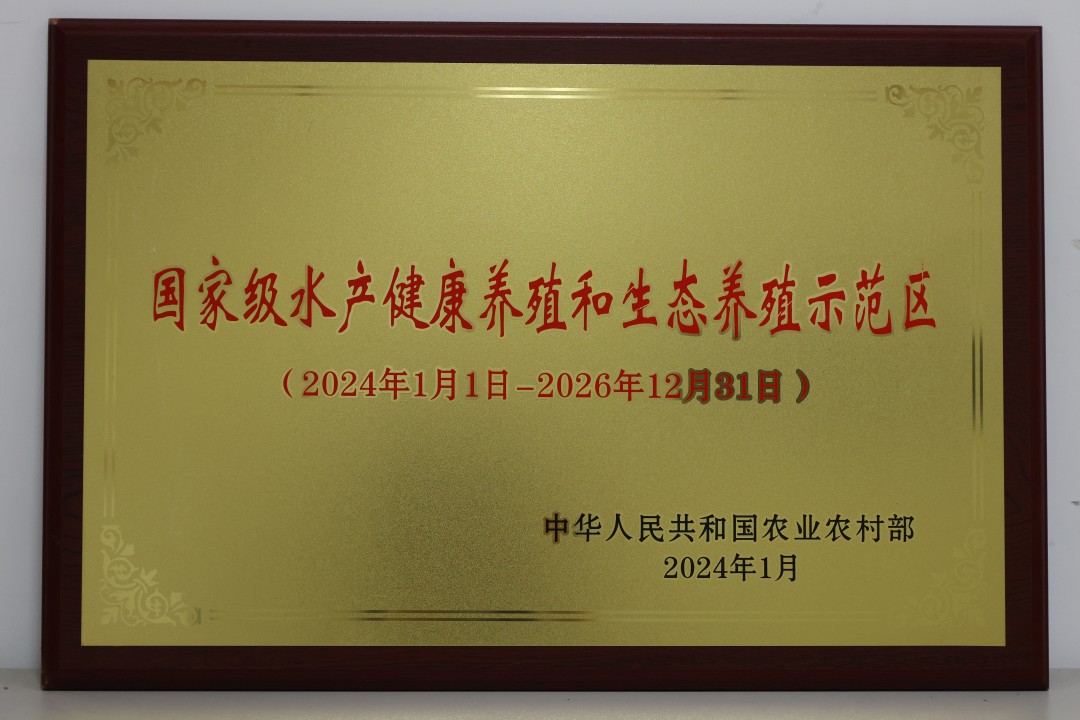 国家级水产健康养殖和生态养殖示范区
（2024年1月1日-2026年12月31日）
中华人民共和国农业农村部
2024年1月